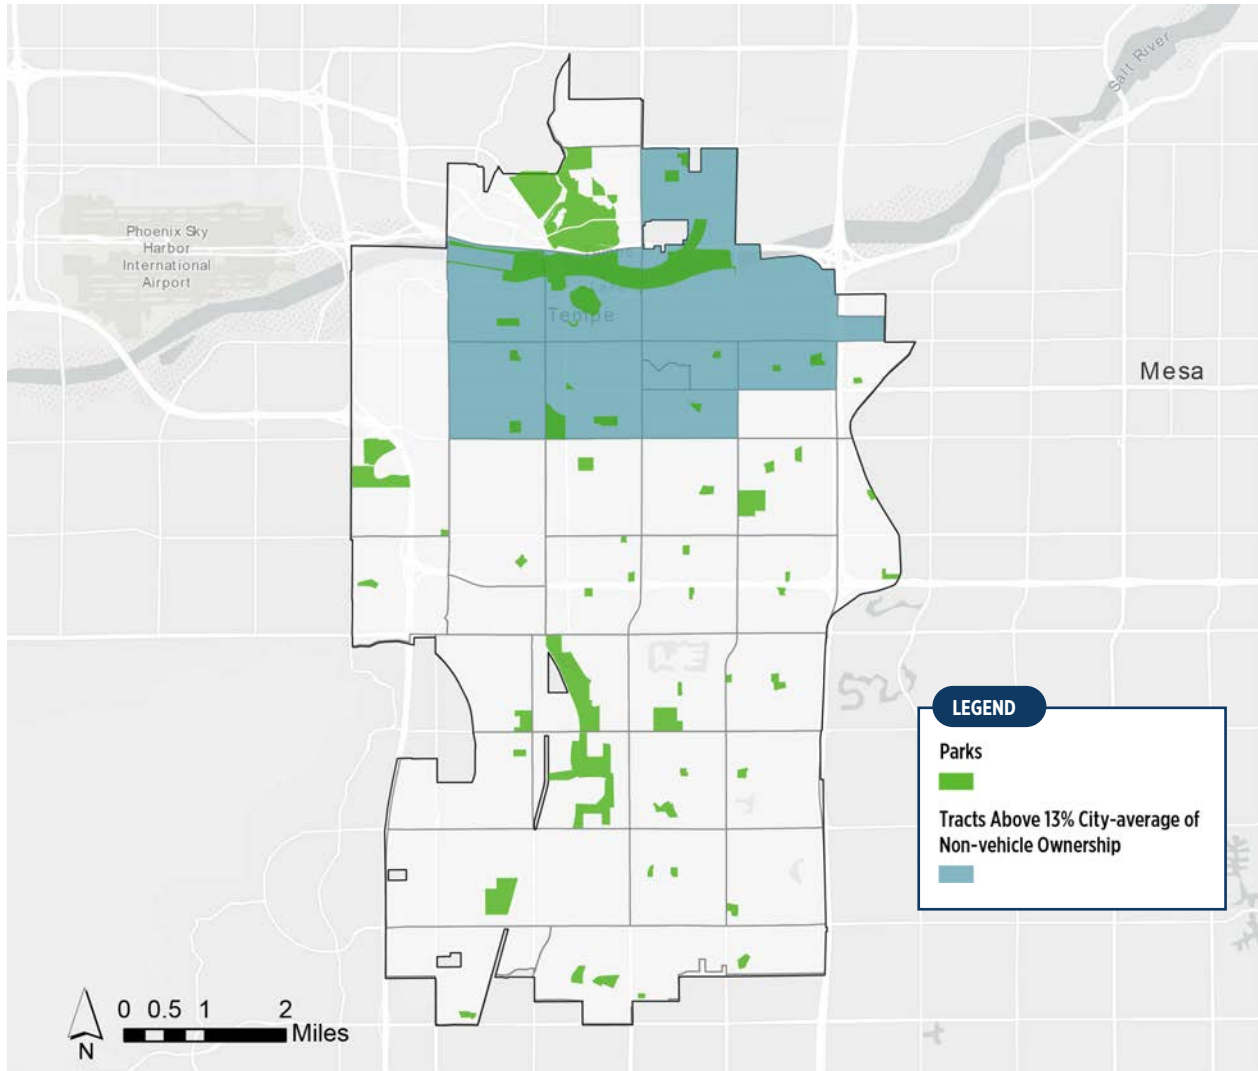 Salt River
Phoenix Sky
Harbor
International
Airport
Tempe
Mesa
LEGEND
Parks
Tracts Above 13% City-average of
Non-vehicle Ownership
0 0.5 1 2
Miles
N